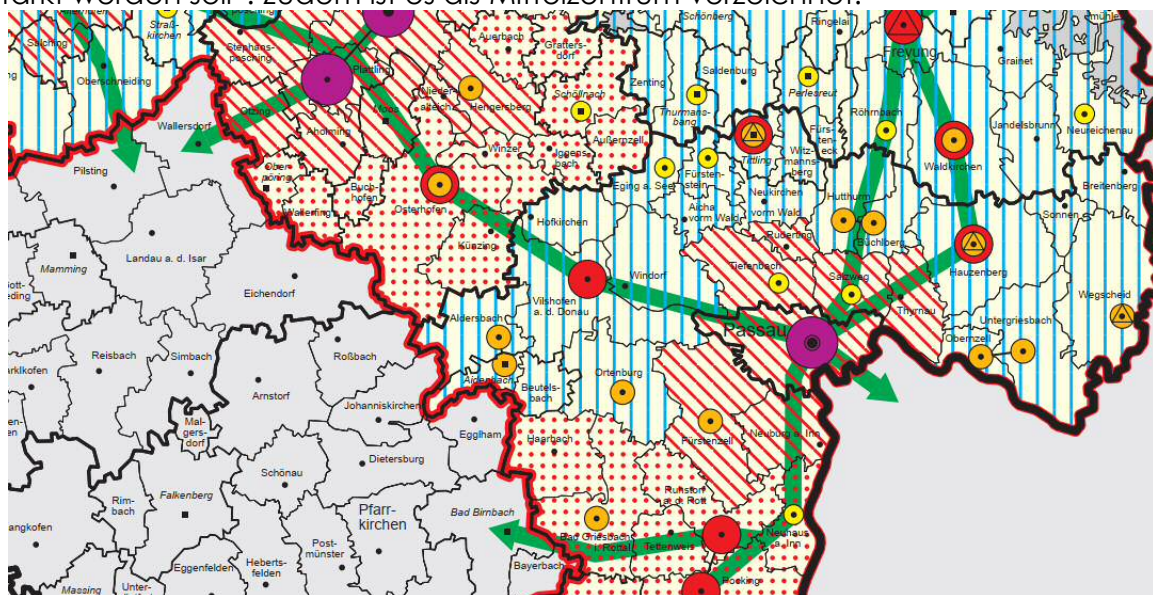 Straß-
kirchen
Stephans-
posching
Plattling
Auerbach
Gratters-
dorf
Schönberg
Ringelai
Freyung
Grainet
Oberschneiding
Otzing
Moos
Nieder-
alteich
Hengersberg
Schöllnach
Zenting
Saldenburg
Thurmans-
bang
Perlesreut
Röhrnbach
Jandelsbrunn
Neureichenau
Wallersdorf
Aholming
Winzer
Iggens-
bach
Außernzell
Tittling
Fürs-
ten-
eck
Witz-
manns-
berg
Waldkirchen
Pilsting
Ober-
pöring
Buch-
hofen
Osterhofen
Eging a. See
Fürsten-
stein
Neukirchen
vorm Wald
Hutthurm
Breitenberg
Wallerfing
Hofkirchen
Aicha
vorm Wald
Ruderting
Büchlberg
Sonnen
Landau a. d. Isar
Künzing
Windorf
Tiefenbach
Salzweg
Hauzenberg
Mamming
Eichendorf
Vilshofen
a. d. Donau
Thyrnau
Wegscheid
Untergriesbach
Aldersbach
Passau
Obernzell
Reisbach
Simbach
Roßbach
Aidenbach
Beutels-
bach
Ortenburg
Arnstorf
Johanniskirchen
Mal-
gers-
dorf
Egglham
Haarbach
Fürstenzell
Neuburg a. Inn
Schönau
Dietersburg
Rim-
bach
Falkenberg
Pfarr-
kirchen
Bad Birnbach
Ruhstorf
a. d. Rott
Bad Griesbach
i. Rottal
Tettenweis
Neuhaus
a. Inn
Post-
münster
Bayerbach
Pocking
Eggenfelden
Heberts-
felden
Massing